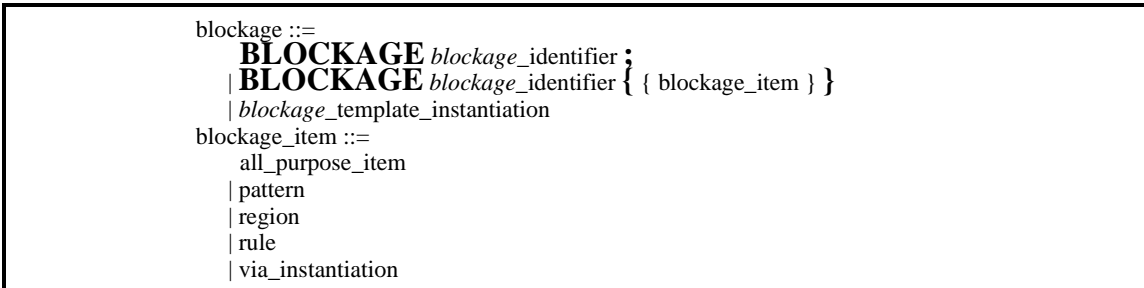 blockage ::=
BLOCKAGE blockage_identifier ;
| BLOCKAGE blockage_identifier { { blockage_item } }
| blockage_template_instantiation
blockage_item ::=
all_purpose_item
| pattern
| region
| rule
| via_instantiation